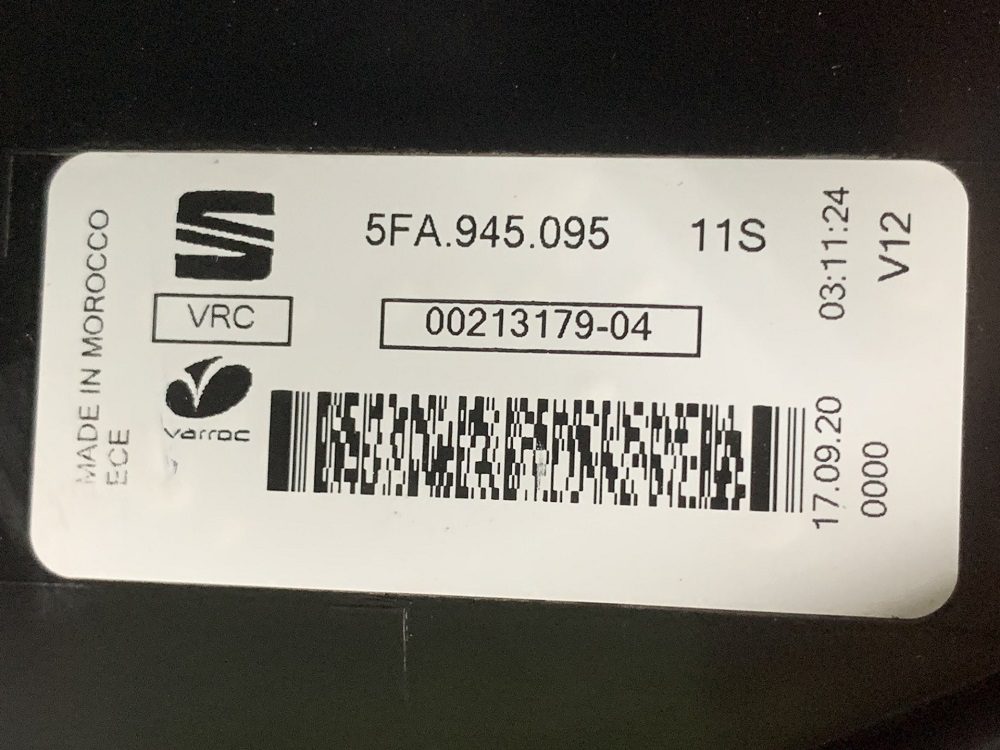 MADE IN MOROCCO
ECE
5FA.945.095 11S
VRC
00213179-04
varroc
03:11:24
V12
17.09.20
0000